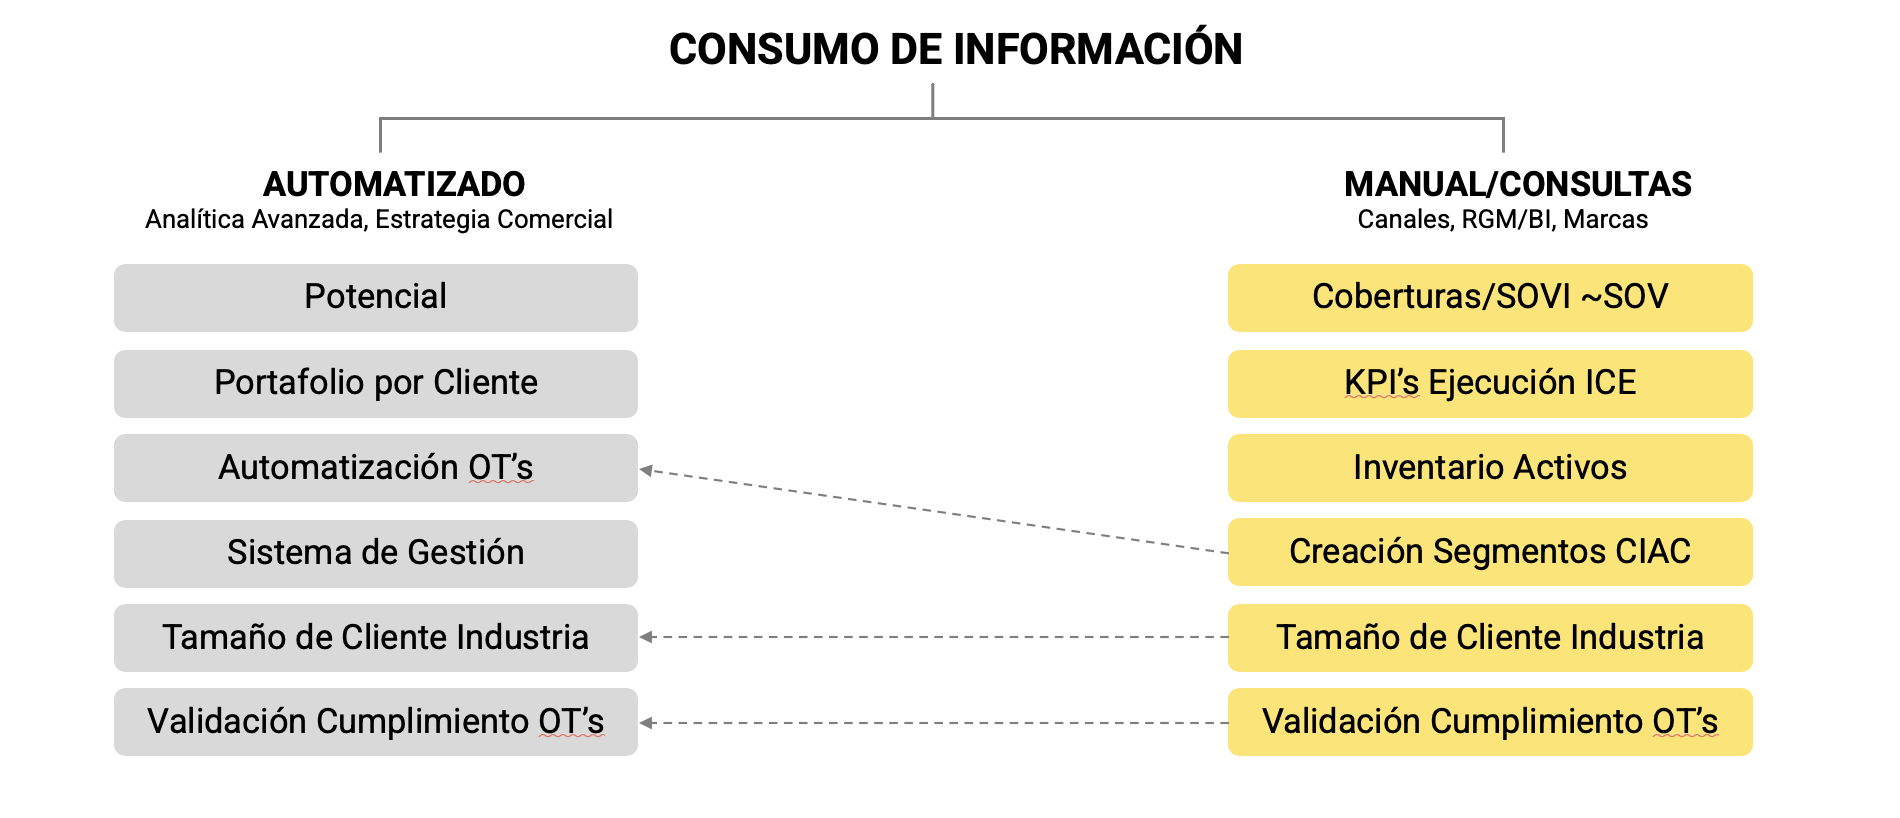 CONSUMO DE INFORMACIÓN
AUTOMATIZADO
Analítica Avanzada, Estrategia Comercial
Potencial
Portafolio por Cliente
Automatización OT’s
Sistema de Gestión
Tamaño de Cliente Industria
Validación Cumplimiento OT’s
MANUAL/CONSULTAS
Canales, RGM/BI, Marcas
Coberturas/SOVI ~SOV
KPI’s Ejecución ICE
Inventario Activos
Creación Segmentos CIAC
Tamaño de Cliente Industria
Validación Cumplimiento OT’s